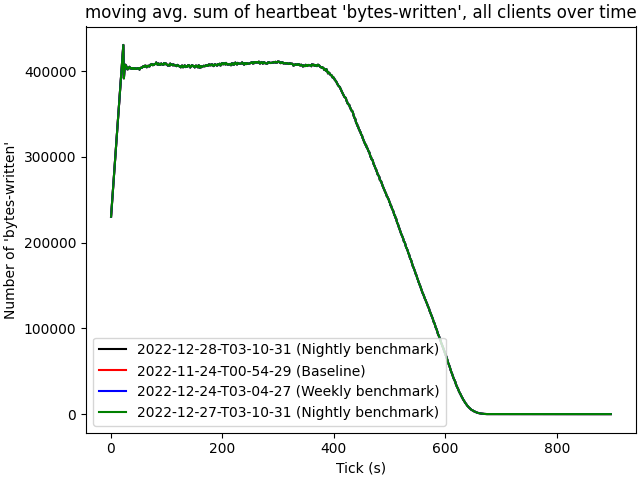 moving avg. sum of heartbeat 'bytes-written', all clients over time
Number of 'bytes-written'
400000
300000
200000
100000
0
2022-12-28-T03-10-31 (Nightly benchmark)
2022-11-24-T00-54-29 (Baseline)
2022-12-24-T03-04-27 (Weekly benchmark)
2022-12-27-T03-10-31 (Nightly benchmark)
0 200 400 600 800
Tick (s)